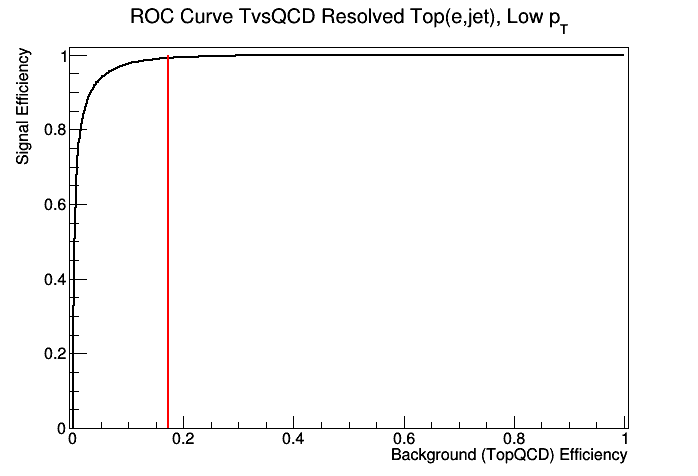 ROC Curve TvsQCD Resolved Top(e,jet), Low pT
Signal Efficiency
1
0.8
0.6
0.4
0.2
0
0 0.2 0.4 0.6 0.8 1
Background (TopQCD) Efficiency